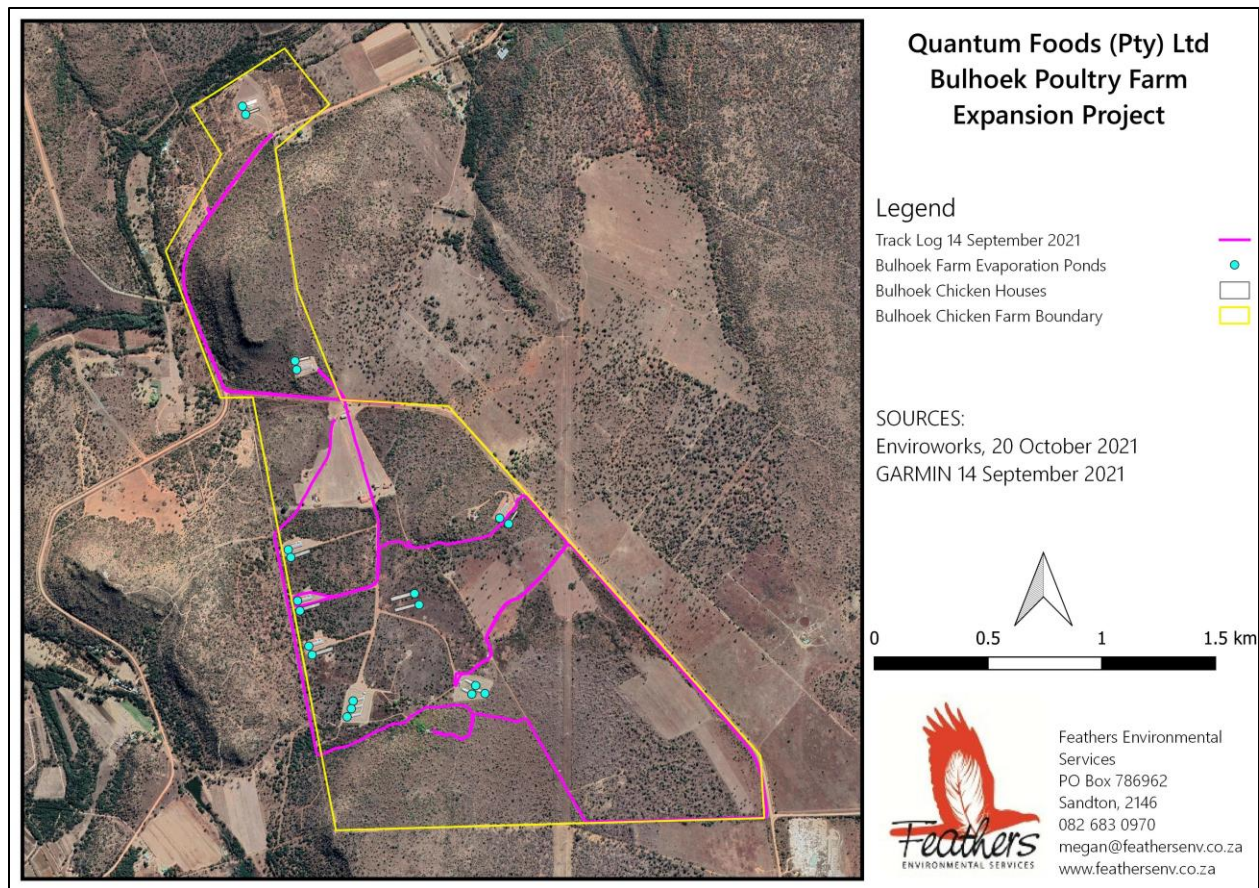 Quantum Foods (Pty) Ltd
Bulhoek Poultry Farm
Expansion Project
Legend
Track Log 14 September 2021
Bulhoek Farm Evaporation Ponds
Bulhoek Chicken Houses
Bulhoek Chicken Farm Boundary
SOURCES:
Enviroworks, 20 October 2021
GARMIN 14 September 2021
0 0.5 1 1.5 km
Feathers
ENVIRONMENTAL SERVICES
Feathers Environmental
Services
PO Box 786962
Sandton, 2146
082 683 0970
megan@feathersenv.co.za
www.feathersenv.co.za